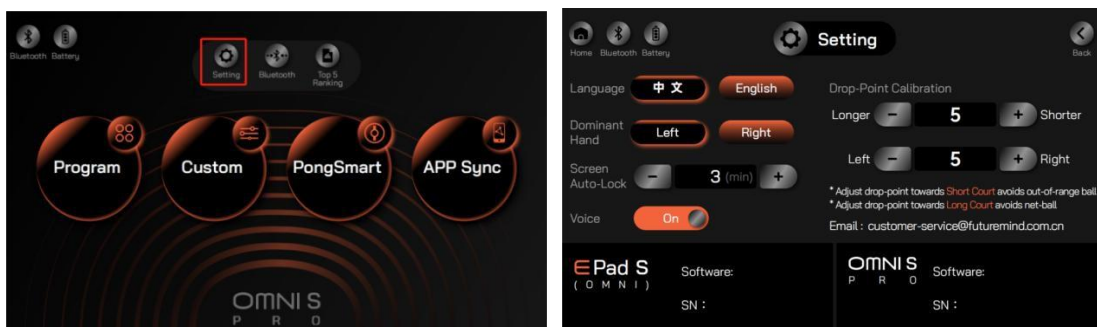 Bluetooth Battery
Setting Bluetooth Top 5 Ranking
Program Custom PongSmart APP Sync
OMNI S
PRO
Home Bluetooth Battery
Setting
Back
Language 中文 English
Dominant Hand Left Right
Screen Auto-Lock - 3 (min) +
Voice On
Drop-Point Calibration
Longer - 5 + Shorter
Left - 5 + Right
* Adjust drop-point towards Short Court avoids out-of-range ball
* Adjust drop-point towards Long Court avoids net-ball
Email : customer-service@futuremind.com.cn
EPad S
(OMNI)
Software:
SN :
OMNI S
PRO
Software:
SN :